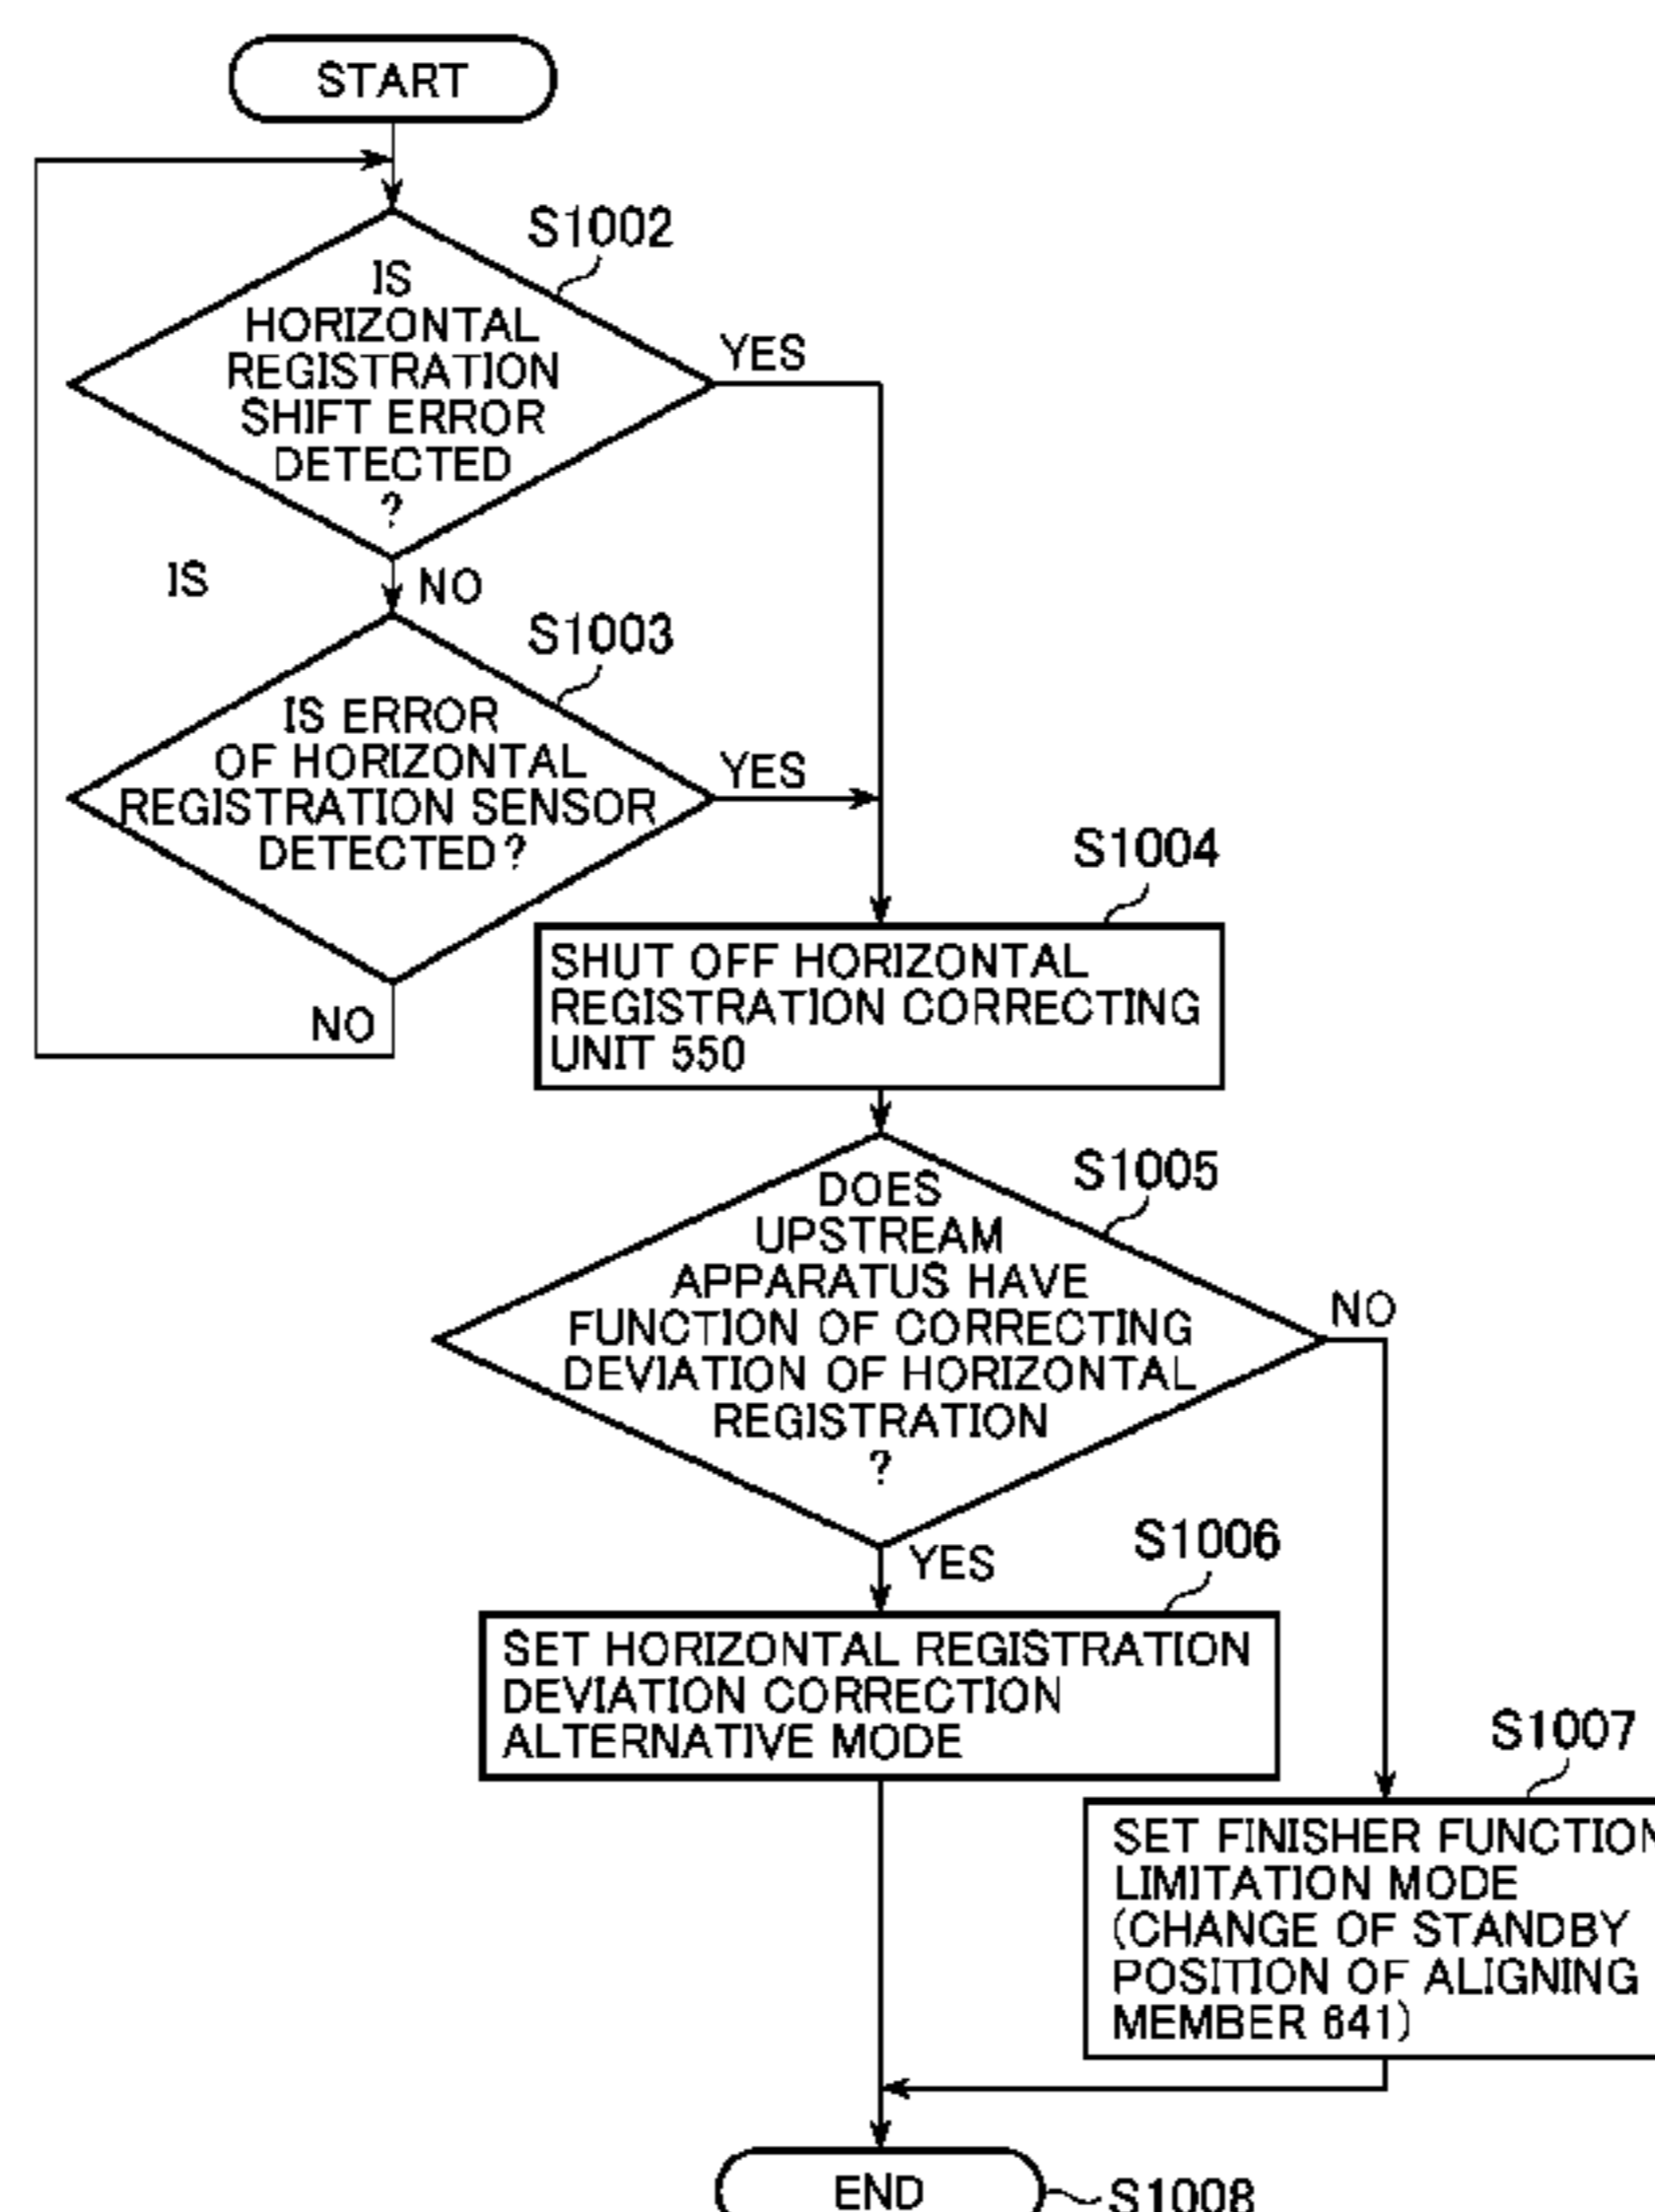 START
S1002
IS
HORIZONTAL
REGISTRATION
SHIFT ERROR
DETECTED
?
YES
IS
NO
S1003
IS ERROR
OF HORIZONTAL
REGISTRATION SENSOR
DETECTED?
YES
NO
S1004
SHUT OFF HORIZONTAL
REGISTRATION CORRECTING
UNIT 550
S1005
DOES
UPSTREAM
APPARATUS HAVE
FUNCTION OF CORRECTING
DEVIATION OF HORIZONTAL
REGISTRATION
?
NO
YES
S1006
SET HORIZONTAL REGISTRATION
DEVIATION CORRECTION
ALTERNATIVE MODE
S1007
SET FINISHER FUNCTION
LIMITATION MODE
(CHANGE OF STANDBY
POSITION OF ALIGNING
MEMBER 641)
END
S1008